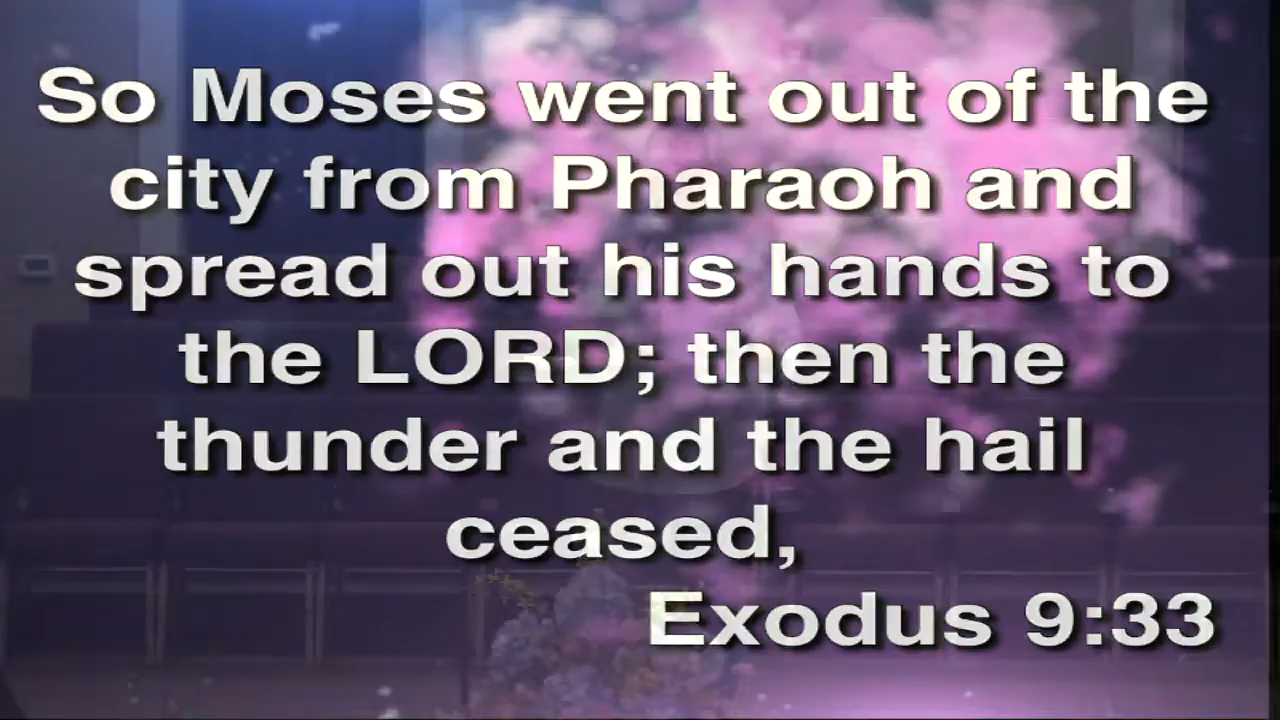 So Moses went out of the
city from Pharaoh and
spread out his hands to
the LORD; then the
thunder and the hail
ceased,
Exodus 9:33